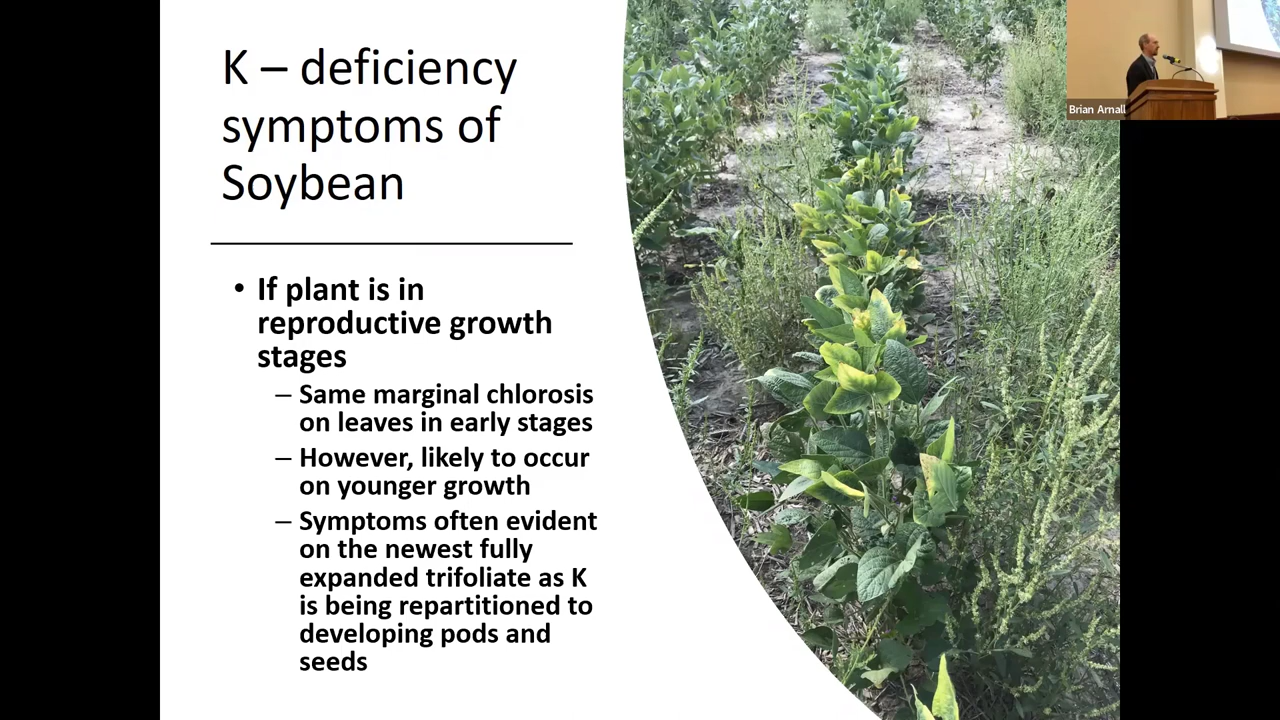 K – deficiency
symptoms of
Soybean
• If plant is in
reproductive growth
stages
– Same marginal chlorosis
on leaves in early stages
– However, likely to occur
on younger growth
– Symptoms often evident
on the newest fully
expanded trifoliate as K
is being repartitioned to
developing pods and
seeds
Brian Arnall